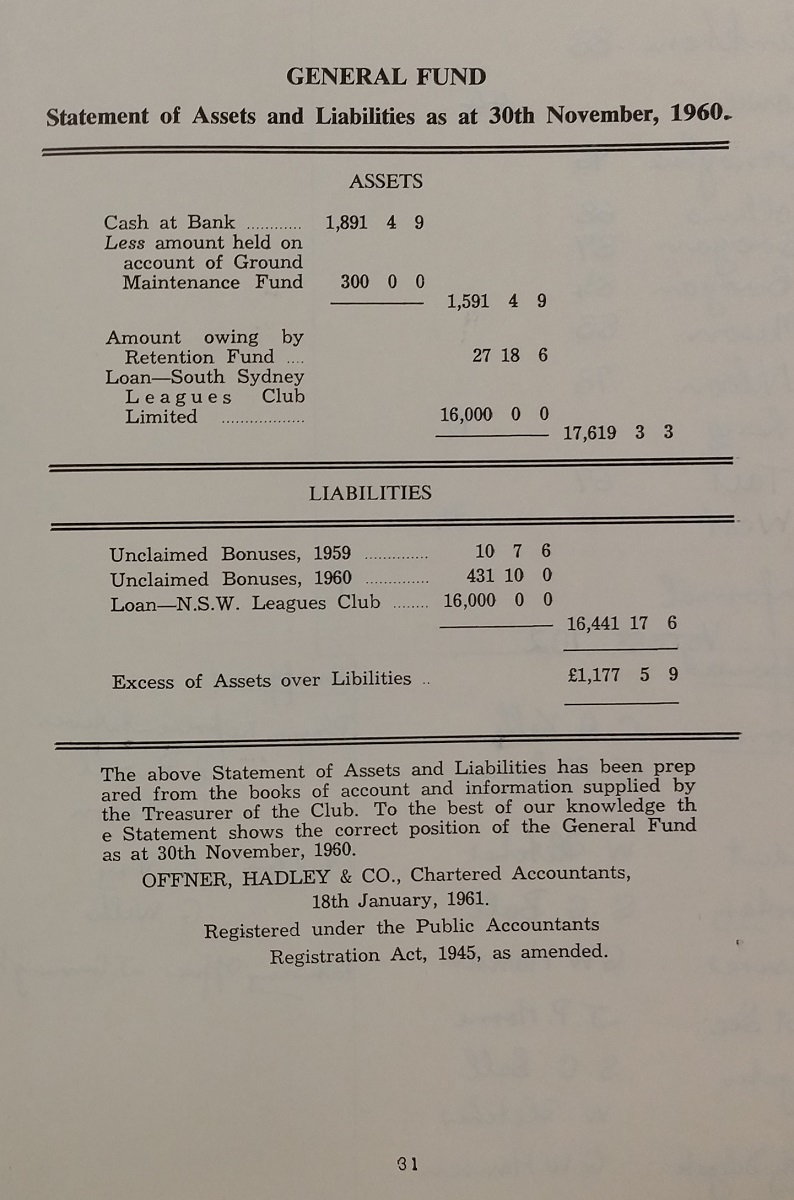 GENERAL FUND
Statement of Assets and Liabilities as at 30th November, 1960.
ASSETS
Cash at Bank ............ 1,891 4 9
Less amount held on
account of Ground
Maintenance Fund 300 0 0
1,591 4 9
Amount owing by
Retention Fund .... 27 18 6
Loan—South Sydney
Leagues Club
Limited .................. 16,000 0 0
17,619 3 3
LIABILITIES
Unclaimed Bonuses, 1959 ............. 10 7 6
Unclaimed Bonuses, 1960 ............. 431 10 0
Loan—N.S.W. Leagues Club ........ 16,000 0 0
16,441 17 6
Excess of Assets over Libilities .. £1,177 5 9
The above Statement of Assets and Liabilities has been prep
ared from the books of account and information supplied by
the Treasurer of the Club. To the best of our knowledge th
e Statement shows the correct position of the General Fund
as at 30th November, 1960.
OFFNER, HADLEY & CO., Chartered Accountants,
18th January, 1961.
Registered under the Public Accountants
Registration Act, 1945, as amended.
31